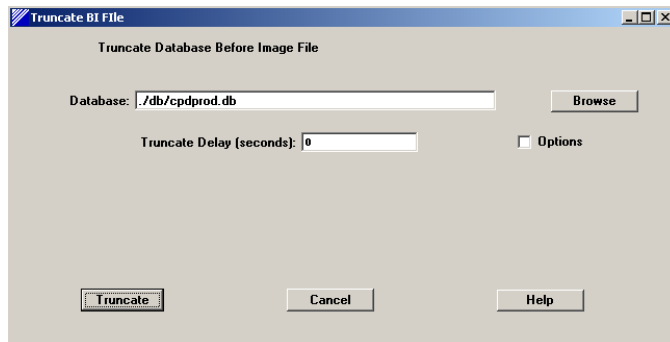 Truncate BI FIle
Truncate Database Before Image File
Database: ./db/cpdprod.db Browse
Truncate Delay (seconds): 0 Options
Truncate Cancel Help